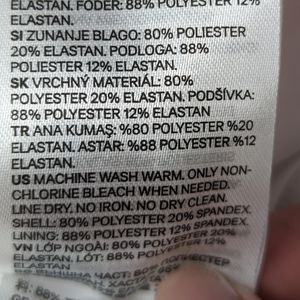 ELASTAN. FODER: 88% POLYESTER 12%
ELASTAN.
SI ZUNANJE BLAGO: 80% POLIESTER
20% ELASTAN. PODLOGA: 88%
POLIESTER 12% ELASTAN.
SK VRCHNÝ MATERIÁL: 80%
POLYESTER 20% ELASTAN. PODŠÍVKA:
88% POLYESTER 12% ELASTAN
TR ANA KUMAŞ: %80 POLYESTER %20
ELASTAN. ASTAR: %88 POLYESTER %12
ELASTAN.
US MACHINE WASH WARM. ONLY NON-
CHLORINE BLEACH WHEN NEEDED.
LINE DRY. NO IRON. NO DRY CLEAN.
SHELL: 80% POLYESTER 20% SPANDEX.
LINING: 88% POLYESTER 12% SPANDEX.
VN LỚP NGOÀI: 80% POLYESTER 20%
ELASTAN. LÓT: 88% POLYESTER 12%
ELASTAN.